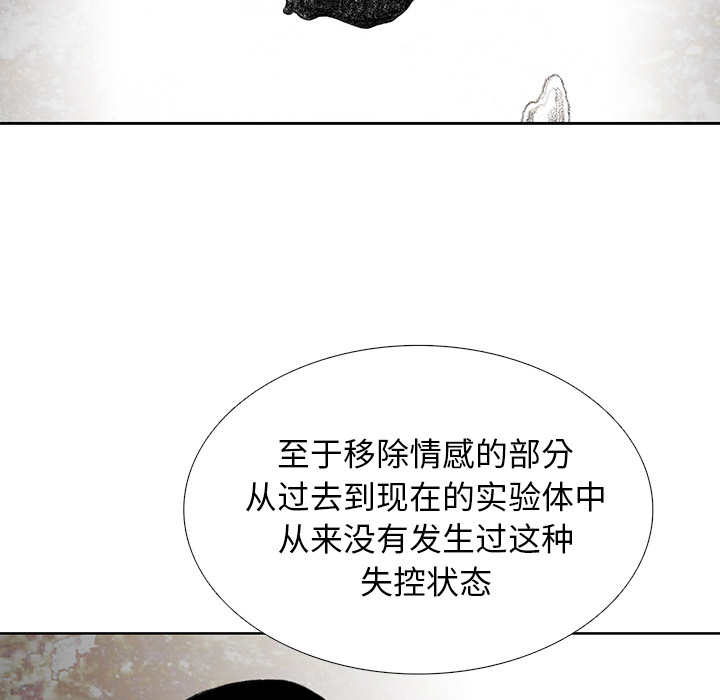 至于移除情感的部分
从过去到现在的实验体中
从来没有发生过这种
失控状态